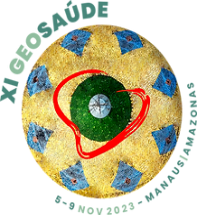 XI GEOSAÚDE
5-9 NOV 2023 - MANAUS|AMAZONAS